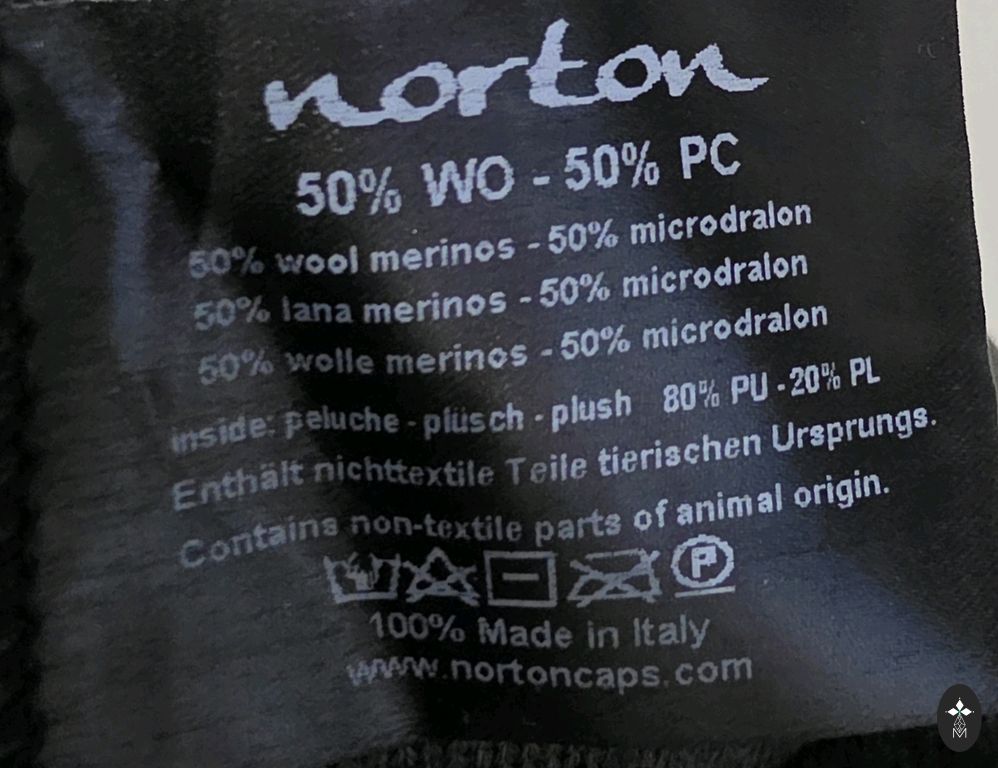 norton
50% WO - 50% PC
50% wool merinos - 50% microdralon
50% lana merinos - 50% microdralon
50% wolle merinos - 50% microdralon
inside: peluche - plüsch - plush 80% PU - 20% PL
Enthält nichttextile Teile tierischen Ursprungs.
Contains non-textile parts of animal origin.
P
100% Made in Italy
www.nortoncaps.com
M